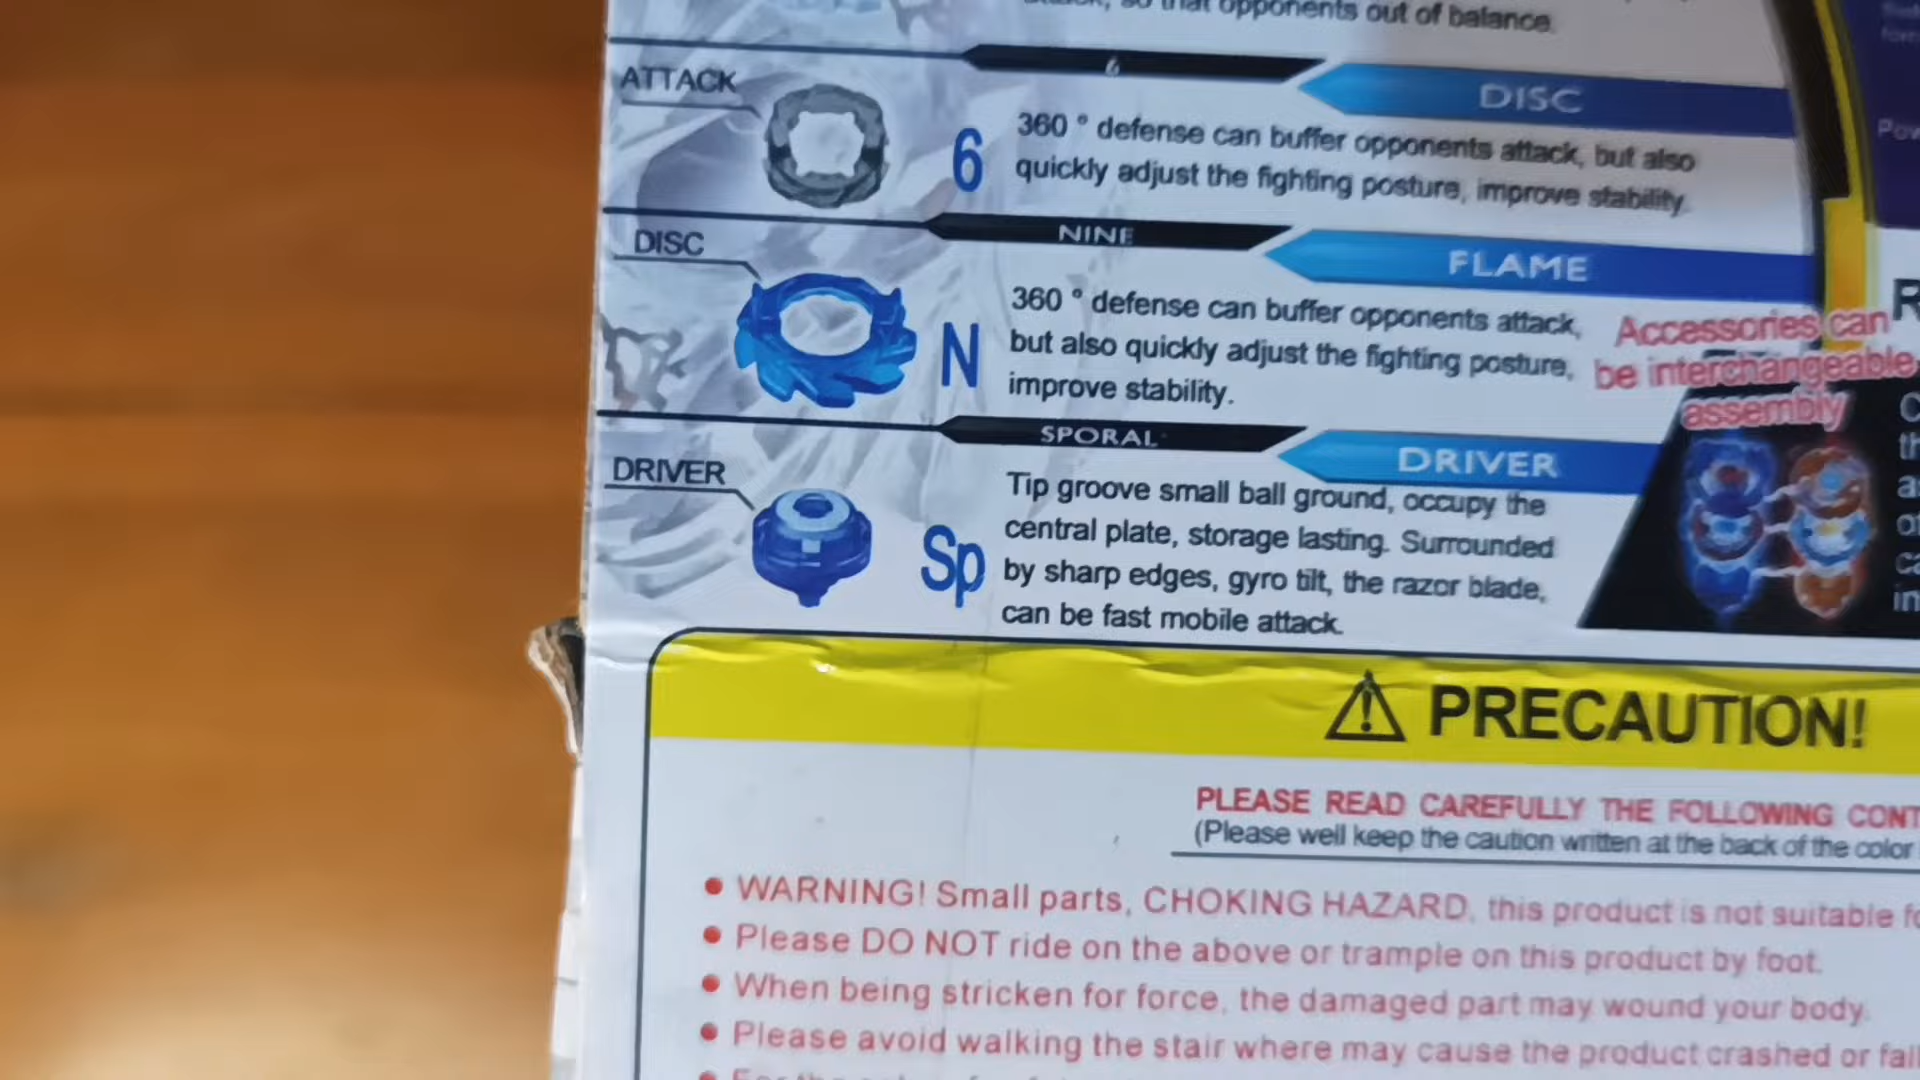 so that opponents out of balance.
ATTACK
6
DISC
6
360 ° defense can buffer opponents attack, but also
quickly adjust the fighting posture, improve stability.
DISC
NINE
FLAME
N
360 ° defense can buffer opponents attack,
but also quickly adjust the fighting posture,
improve stability.
Accessories can
be interchangeable
assembly
DRIVER
SPORAL
DRIVER
Sp
Tip groove small ball ground, occupy the
central plate, storage lasting. Surrounded
by sharp edges, gyro tilt, the razor blade,
can be fast mobile attack.
PRECAUTION!
PLEASE READ CAREFULLY THE FOLLOWING CONT
(Please well keep the caution written at the back of the color
• WARNING! Small parts, CHOKING HAZARD, this product is not suitable fo
• Please DO NOT ride on the above or trample on this product by foot.
• When being stricken for force, the damaged part may wound your body.
• Please avoid walking the stair where may cause the product crashed or fall